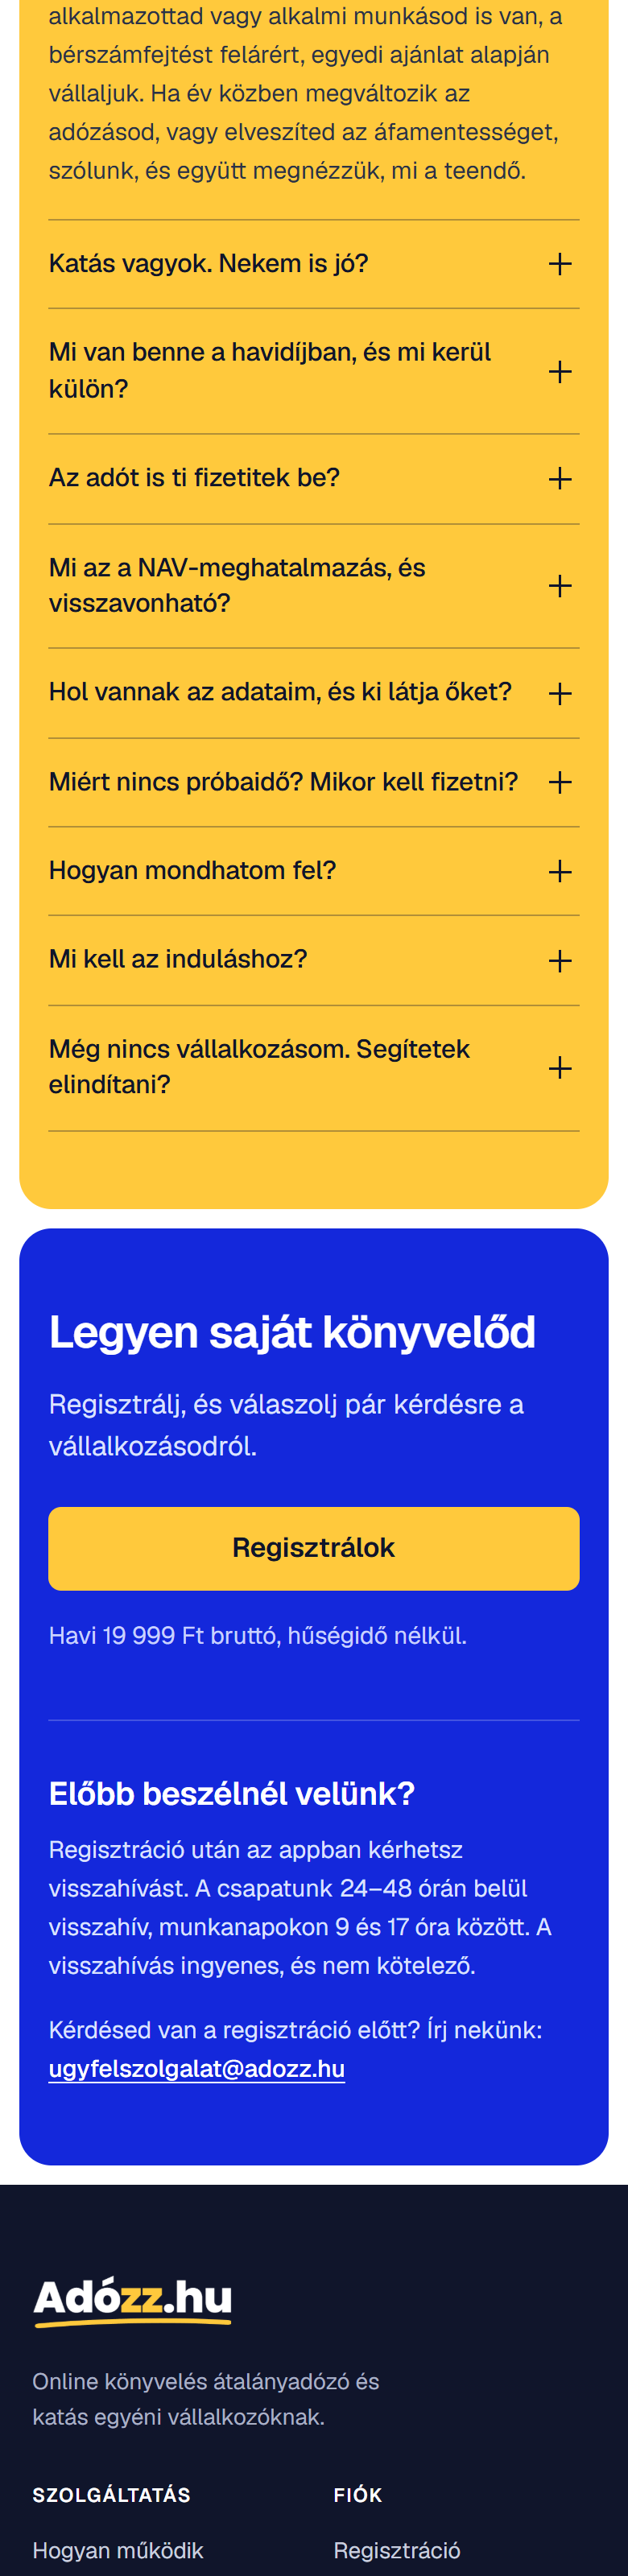 alkalmazottad vagy alkalmi munkásod is van, a
bérszámfejtést felárért, egyedi ajánlat alapján
vállaljuk. Ha év közben megváltozik az
adózásod, vagy elveszíted az áfamentességet,
szólunk, és együtt megnézzük, mi a teendő.
Katás vagyok. Nekem is jó?
Mi van benne a havidíjban, és mi kerül
külön?
Az adót is ti fizetitek be?
Mi az a NAV-meghatalmazás, és
visszavonható?
Hol vannak az adataim, és ki látja őket?
Miért nincs próbaidő? Mikor kell fizetni?
Hogyan mondhatom fel?
Mi kell az induláshoz?
Még nincs vállalkozásom. Segítetek
elindítani?
Legyen saját könyvelőd
Regisztrálj, és válaszolj pár kérdésre a
vállalkozásodról.
Regisztrálok
Havi 19 999 Ft bruttó, hűségidő nélkül.
Előbb beszélnél velünk?
Regisztráció után az appban kérhetsz
visszahívást. A csapatunk 24–48 órán belül
visszahív, munkanapokon 9 és 17 óra között. A
visszahívás ingyenes, és nem kötelező.
Kérdésed van a regisztráció előtt? Írj nekünk:
ugyfelszolgalat@adozz.hu
Adózz.hu
Online könyvelés átalányadózó és
katás egyéni vállalkozóknak.
SZOLGÁLTATÁS
FIÓK
Hogyan működik
Regisztráció